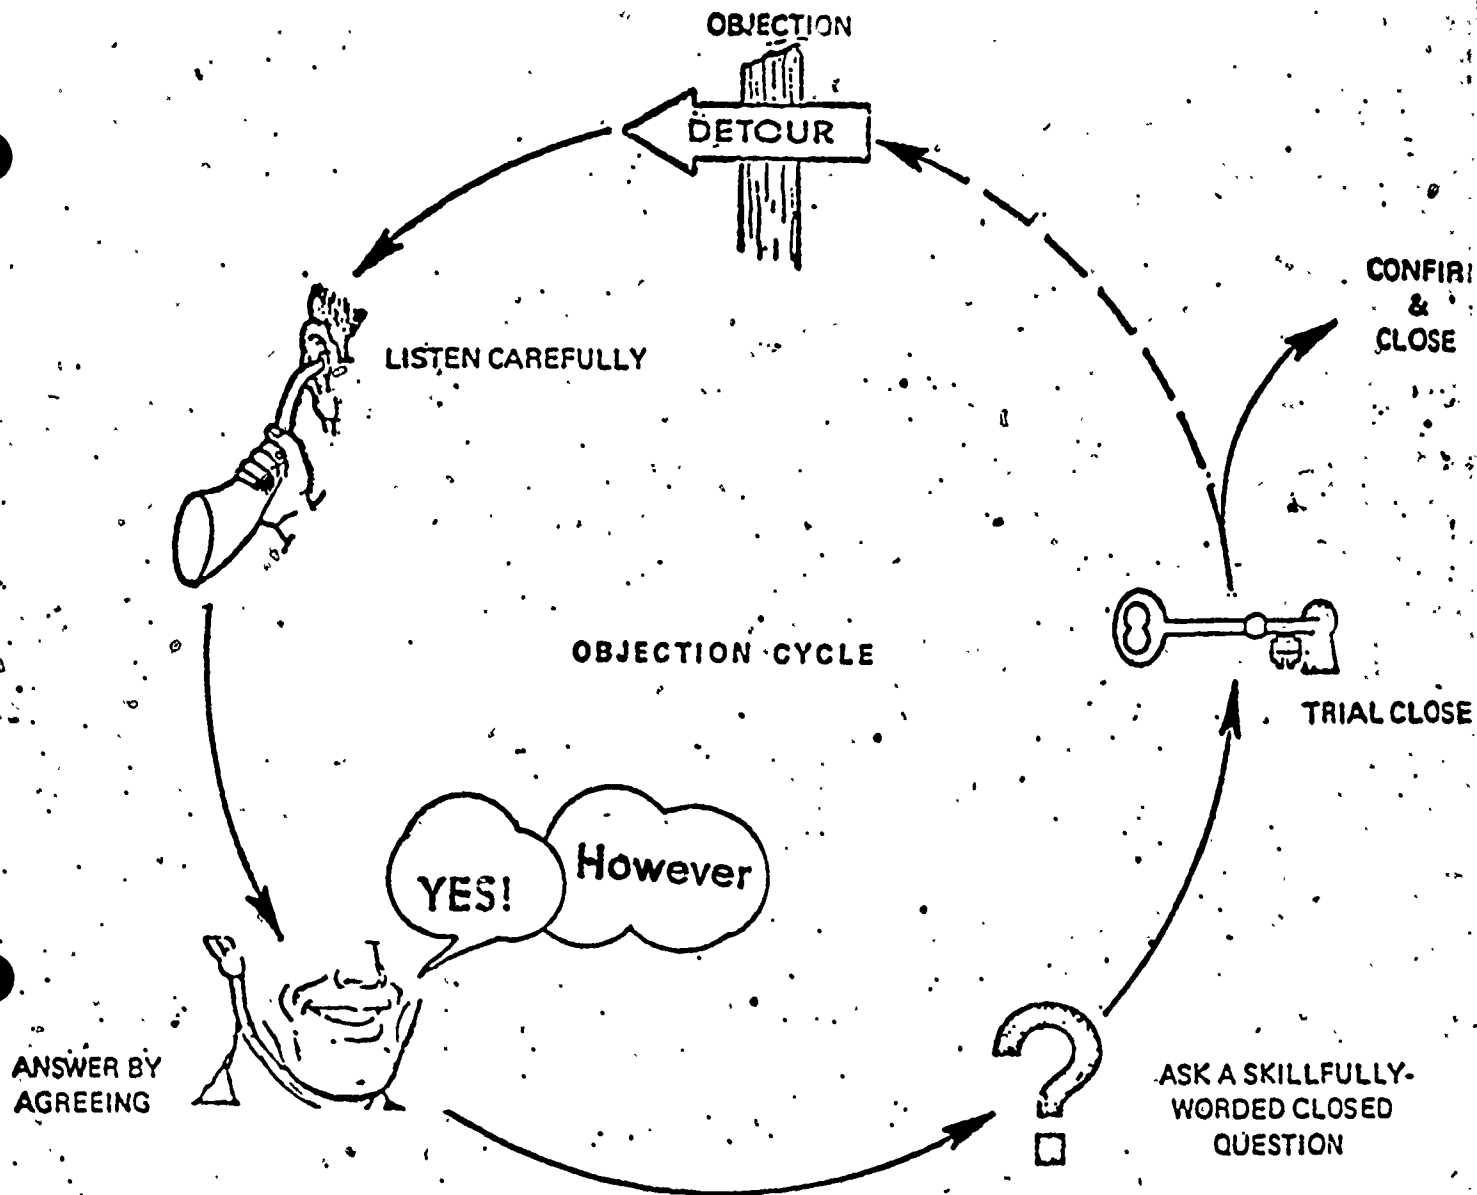 OBJECTION
DETOUR
CONFIR
&
CLOSE
LISTEN CAREFULLY
OBJECTION CYCLE
TRIAL CLOSE
YES!
However
ANSWER BY
AGREEING
ASK A SKILLFULLY-
WORDED CLOSED
QUESTION